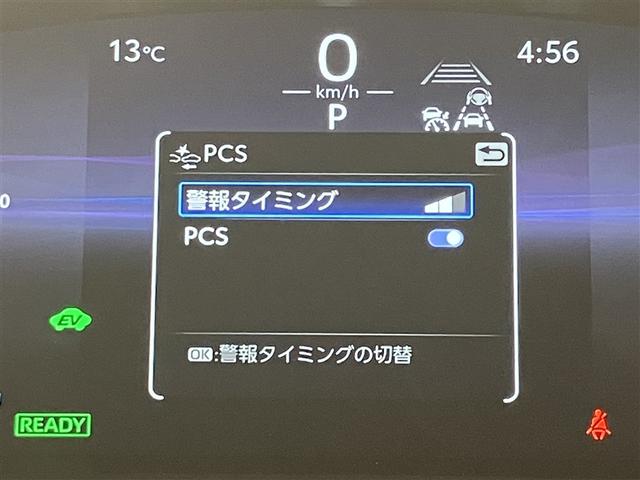 13℃
0
4:56
km/h
P
PCS
警報タイミング
0
PCS
EV
OK:警報タイミングの切替
READY